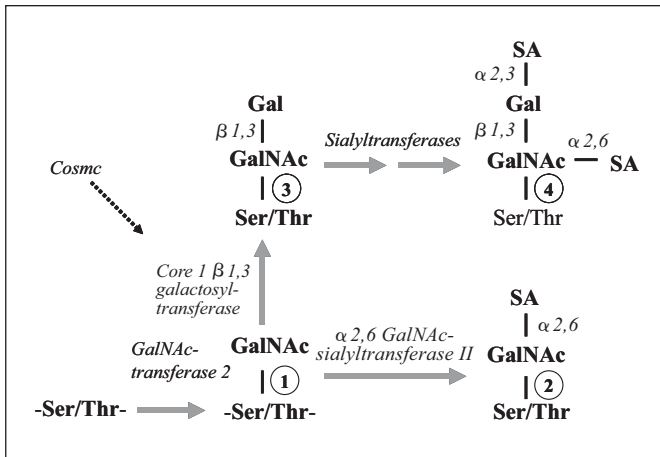 SA
α 2,3
Gal
Gal
β 1,3
Sialyltransferases
β 1,3
α 2,6
GalNAc
GalNAc
SA
Cosmc
3
4
Ser/Thr
Ser/Thr
Core 1 β 1,3
galactosyl-
transferase
SA
α 2,6 GalNAc-
sialyltransferase II
α 2,6
GalNAc-
transferase 2
GalNAc
GalNAc
1
2
-Ser/Thr-
-Ser/Thr-
Ser/Thr